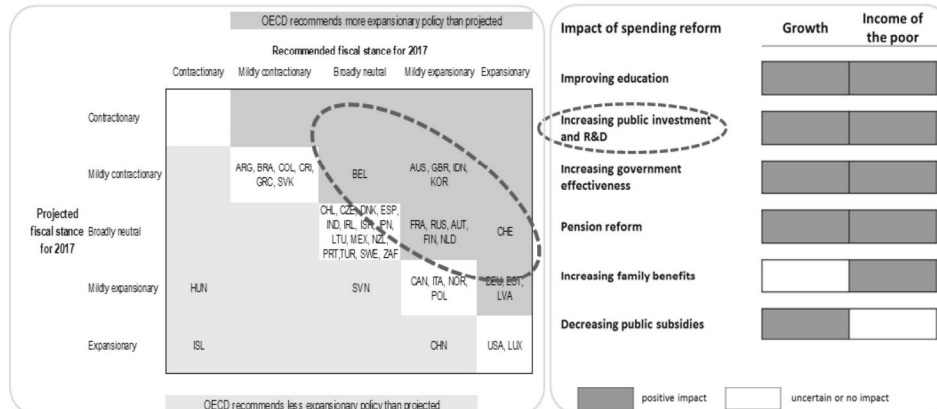 OECD recommends more expansionary policy than projected
Recommended fiscal stance for 2017
Contractionary Mildly contractionary Broadly neutral Mildly expansionary Expansionary
Contractionary
Mildly contractionary
ARG, BRA, COL, CRI,
GRC, SVK
BEL
AUS, GBR, IDN,
KOR
Projected
fiscal stance
for 2017
Broadly neutral
CHL, CZE, DNK, ESP,
IND, IRL, ISR, JPN,
LTU, MEX, NZL,
PRT,TUR, SWE, ZAF
FRA, RUS, AUT,
FIN, NLD
CHE
Mildly expansionary
HUN
SVN
CAN, ITA, NOR,
POL
DEU, EST,
LVA
Expansionary
ISL
CHN
USA, LUX
OECD recommends less expansionary policy than projected
Impact of spending reform
Growth
Income of
the poor
Improving education
Increasing public investment
and R&D
Increasing government
effectiveness
Pension reform
Increasing family benefits
Decreasing public subsidies
positive impact
uncertain or no impact